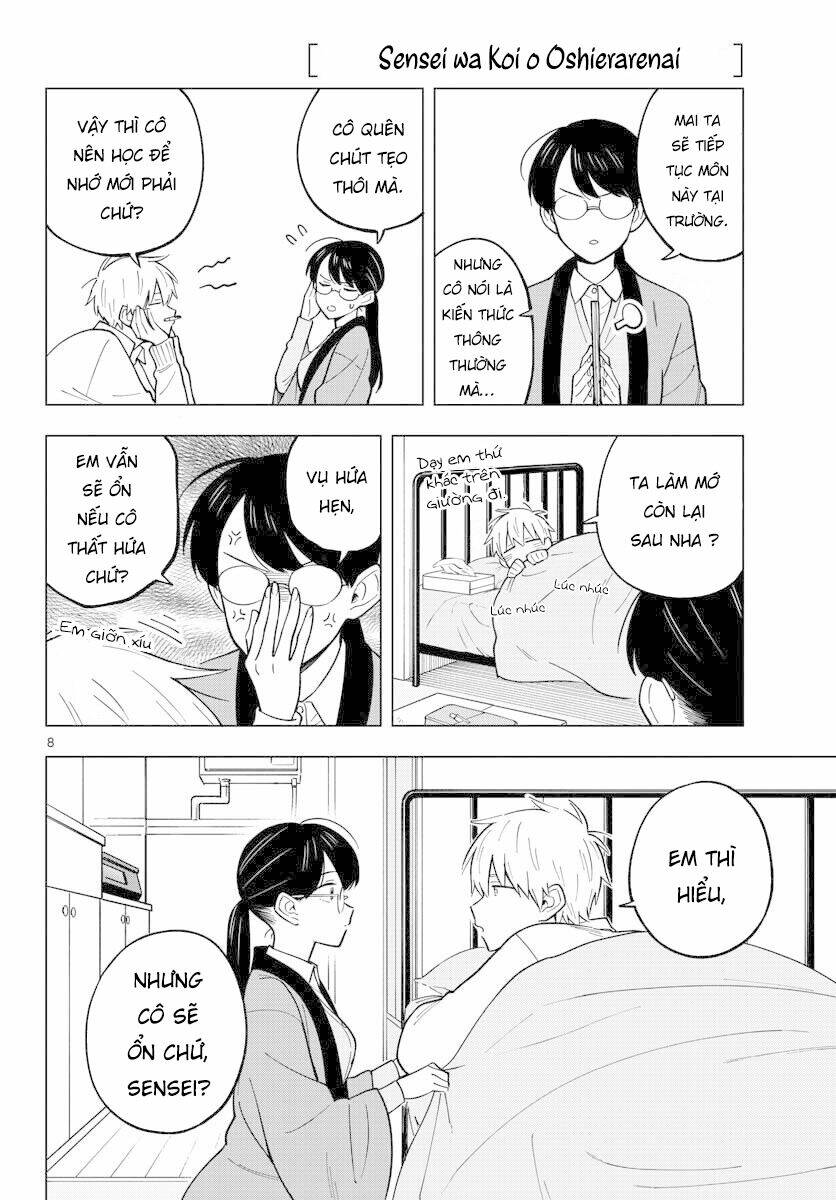 Sensei wa Koi o Oshierarenai
MAI TA
SẼ TIẾP
TỤC MÔN
NÀY TẠI
TRƯỜNG.
NHƯNG
CÔ NÓI LÀ
KIẾN THỨC
THÔNG
THƯỜNG
MÀ...
CÔ QUÊN
CHÚT TẸO
THÔI MÀ.
VẬY THÌ CÔ
NÊN HỌC ĐỂ
NHỚ MỚI PHẢI
CHỨ?
TA LÀM MỚ
CÒN LẠI
SAU NHA ?
Dạy em thứ
khác trên
giường đi.
Lúc nhúc
Lúc nhúc
VỤ HỨA
HẸN,
EM VẪN
SẼ ỔN
NẾU CÔ
THẤT HỨA
CHỨ?
Em giỡn xíu
8
EM THÌ
HIỂU,
NHƯNG
CÔ SẼ
ỔN CHỨ,
SENSEI?